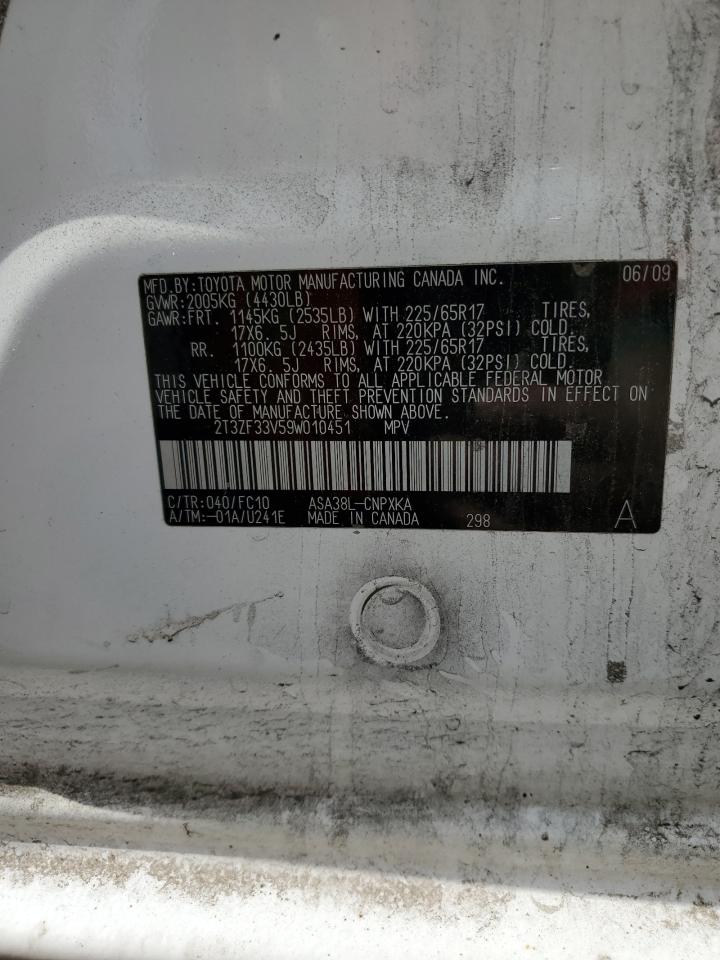 MFD.BY:TOYOTA MOTOR MANUFACTURING CANADA INC. 06/09
GVWR:2005KG (4430LB)
GAWR:FRT. 1145KG (2535LB) WITH 225/65R17 TIRES,
17X6.5J RIMS, AT 220KPA (32PSI) COLD.
RR. 1100KG (2435LB) WITH 225/65R17 TIRES,
17X6.5J RIMS, AT 220KPA (32PSI) COLD.
THIS VEHICLE CONFORMS TO ALL APPLICABLE FEDERAL MOTOR
VEHICLE SAFETY AND THEFT PREVENTION STANDARDS IN EFFECT ON
THE DATE OF MANUFACTURE SHOWN ABOVE.
2T3ZF33V59W010451 MPV
C/TR:040/FC10 ASA38L-CNPXKA
A/TM:-01A/U241E MADE IN CANADA 298 A